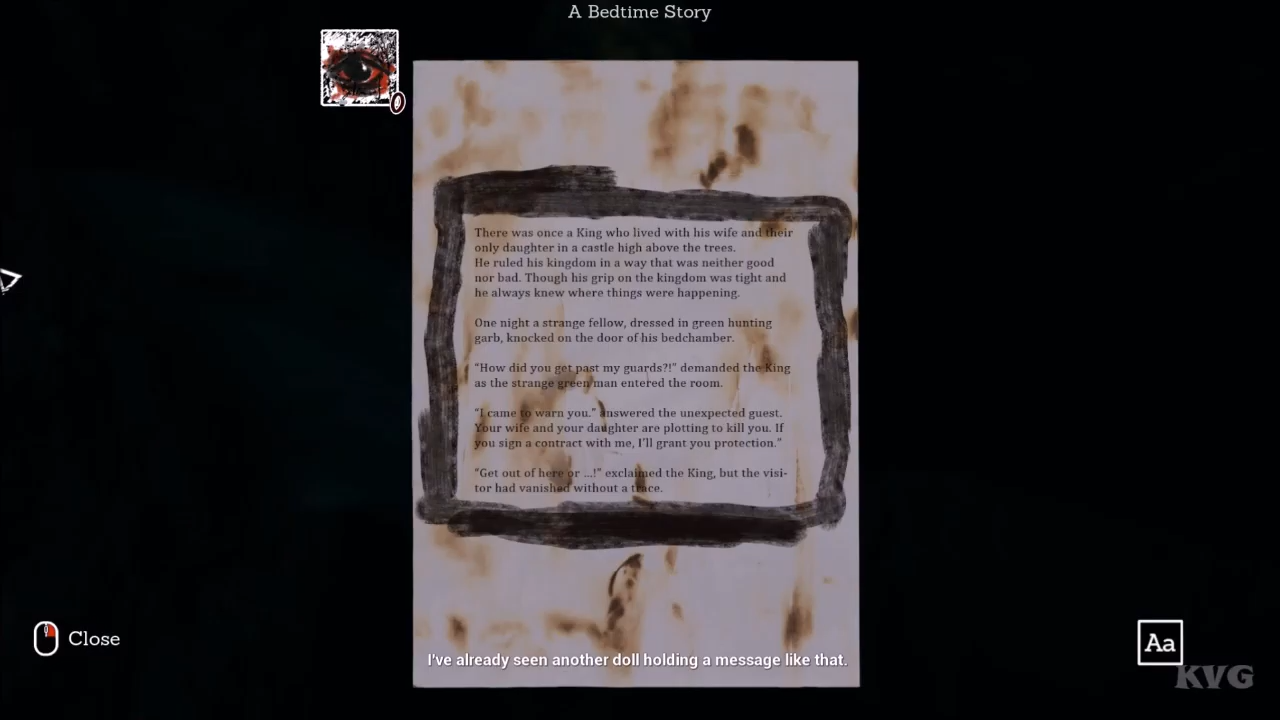 A Bedtime Story
0
There was once a King who lived with his wife and their
only daughter in a castle high above the trees.
He ruled his kingdom in a way that was neither good
nor bad. Though his grip on the kingdom was tight and
he always knew where things were happening.
One night a strange fellow, dressed in green hunting
garb, knocked on the door of his bedchamber.
“How did you get past my guards?!” demanded the King
as the strange green man entered the room.
“I came to warn you.” answered the unexpected guest.
Your wife and your daughter are plotting to kill you. If
you sign a contract with me, I’ll grant you protection.”
“Get out of here or ...!” exclaimed the King, but the visi-
tor had vanished without a trace.
I've already seen another doll holding a message like that.
Close
Aa
KVG